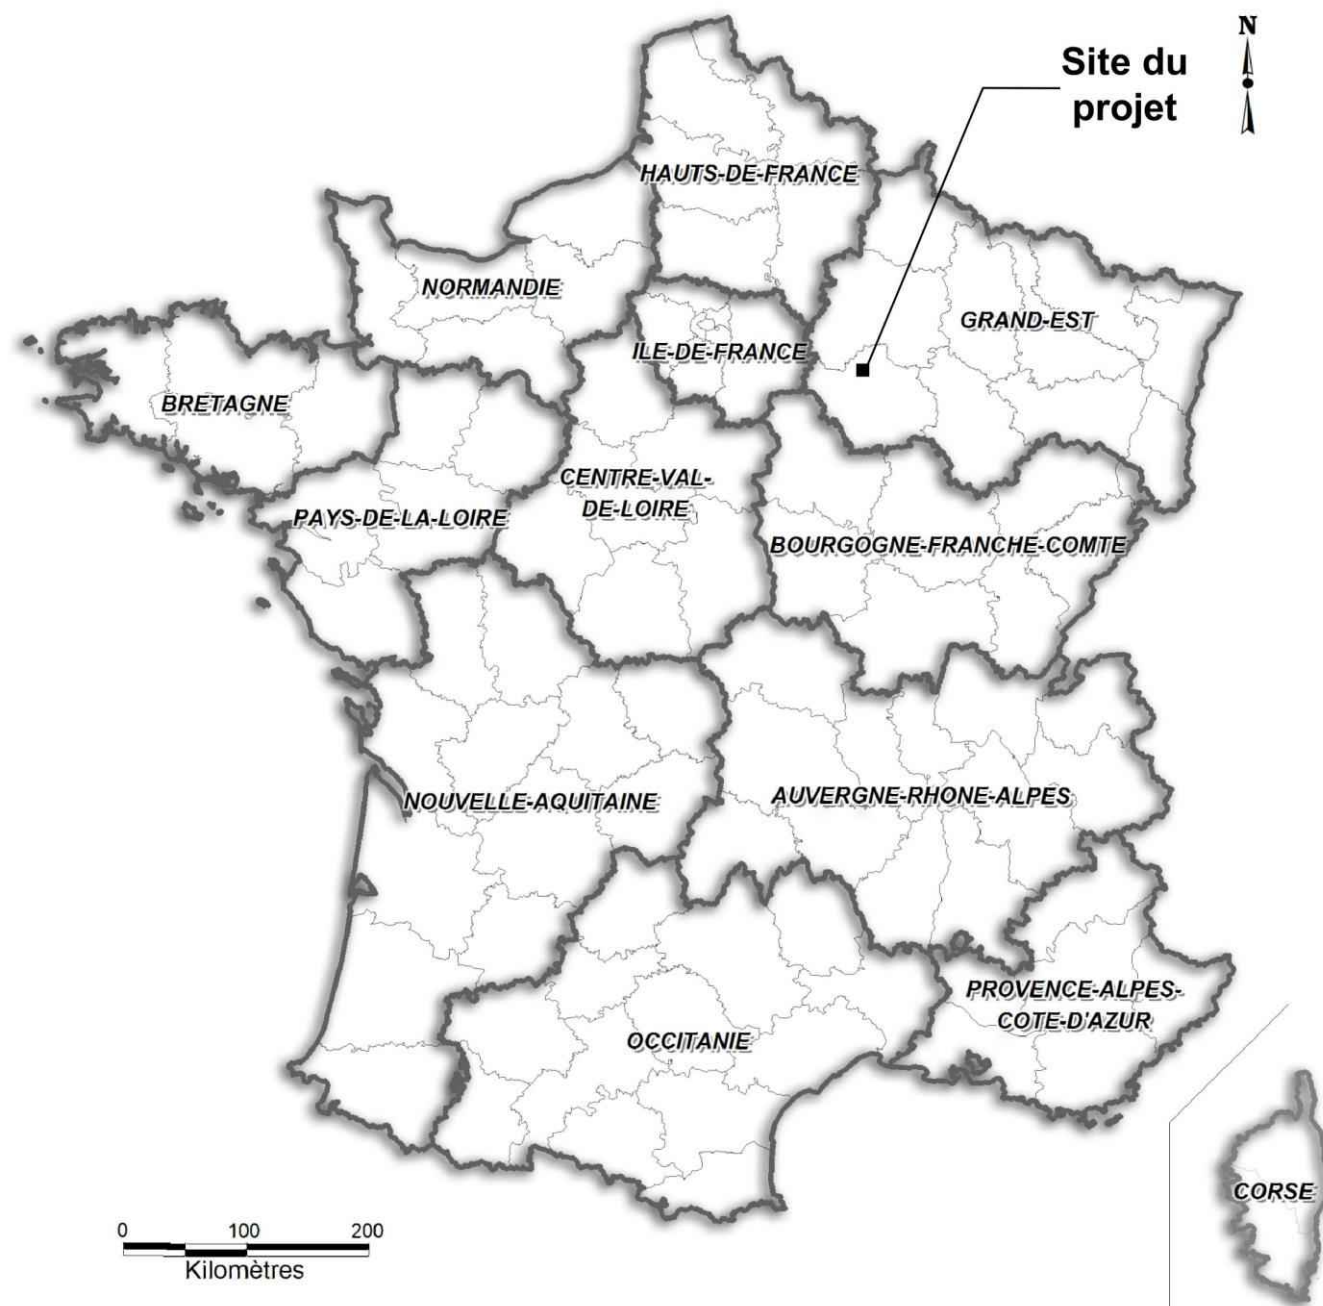 N
Site du
projet
HAUTS-DE-FRANCE
NORMANDIE
GRAND-EST
ILE-DE-FRANCE
BRETAGNE
CENTRE-VAL-
DE-LOIRE
PAYS-DE-LA-LOIRE
BOURGOGNE-FRANCHE-COMTE
NOUVELLE-AQUITAINE
AUVERGNE-RHONE-ALPES
PROVENCE-ALPES-
COTE-D'AZUR
OCCITANIE
CORSE
0 100 200
Kilomètres